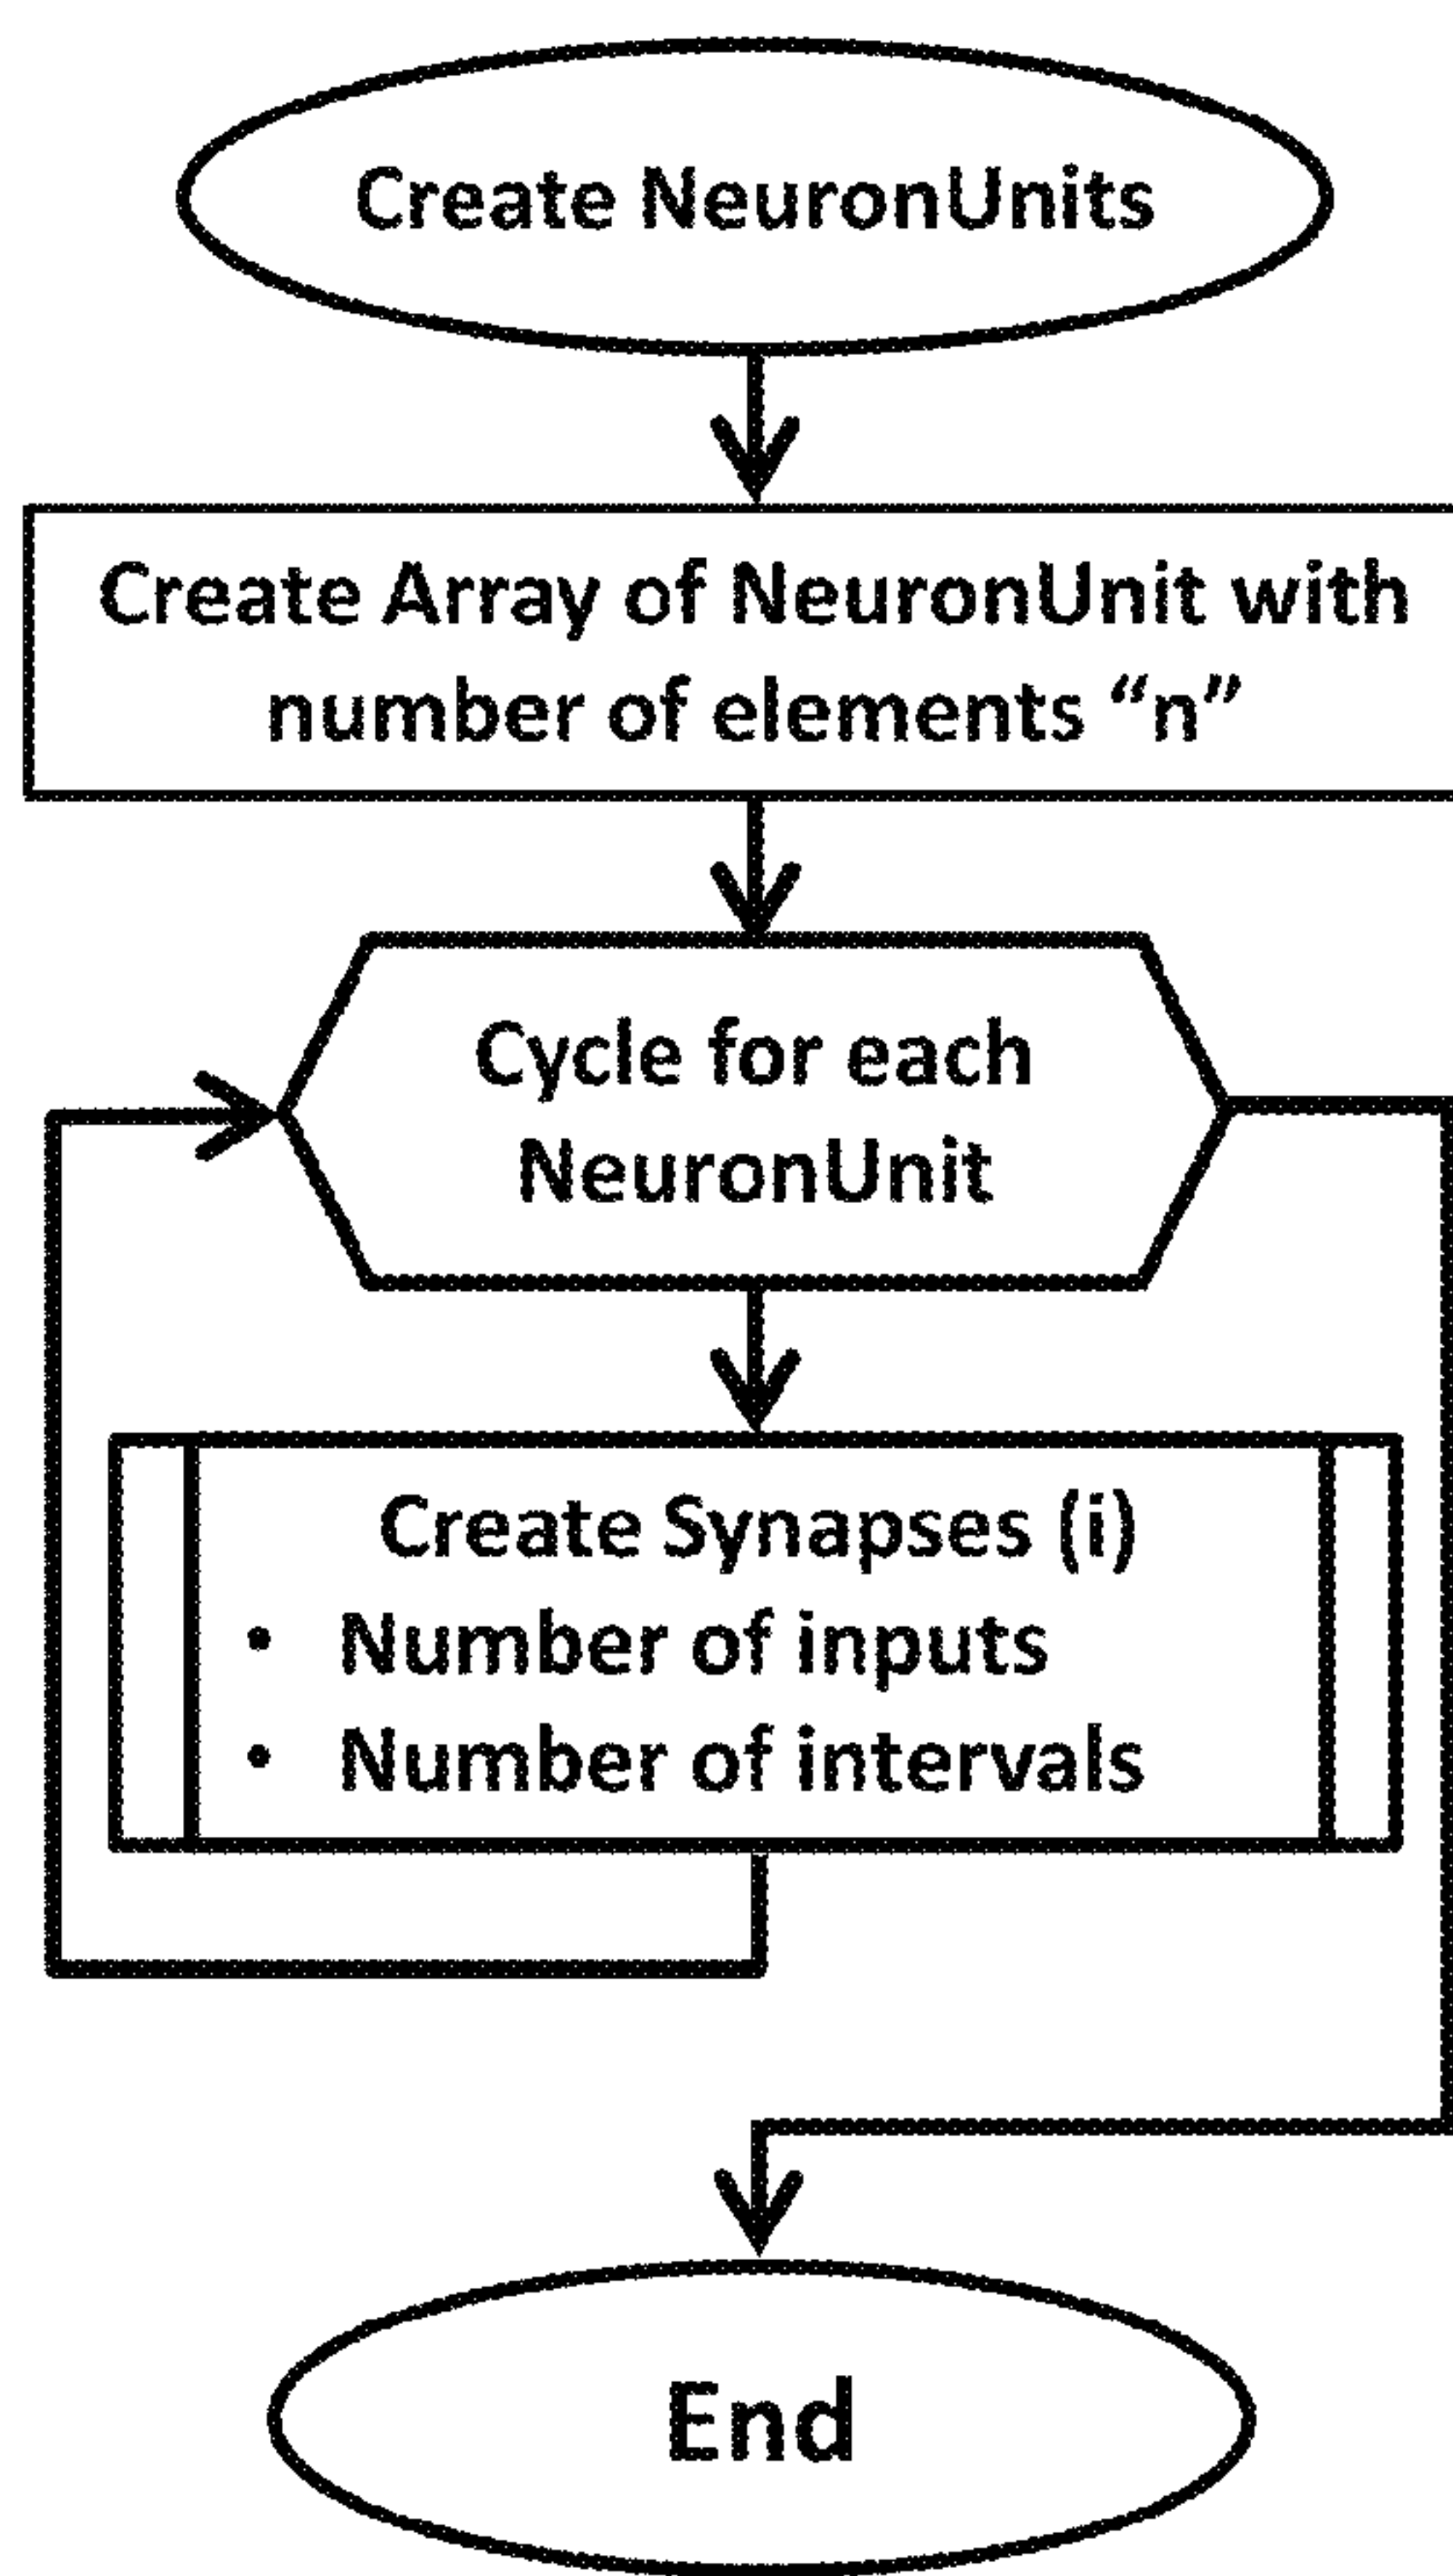 Create NeuronUnits
Create Array of NeuronUnit with
number of elements “n”
Cycle for each
NeuronUnit
Create Synapses (i)
• Number of inputs
• Number of intervals
End